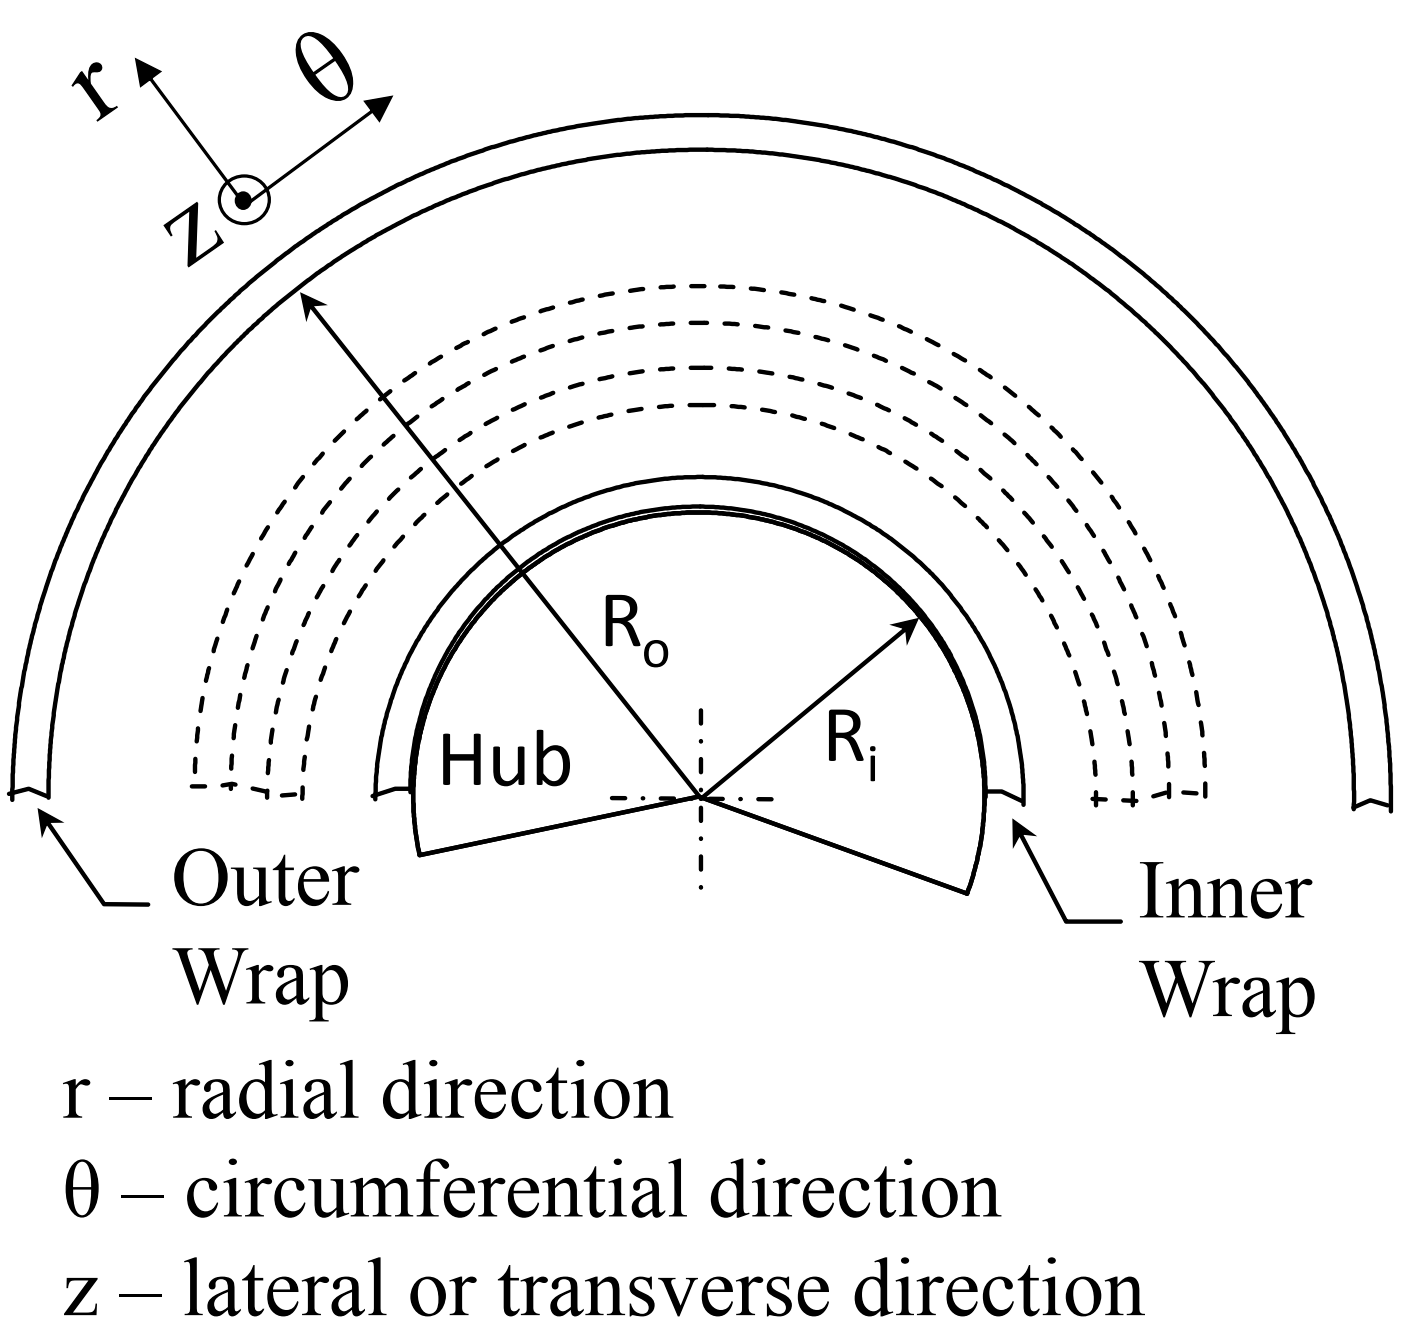 r
θ
z
R_o
R_i
Hub
Outer
Wrap
Inner
Wrap
r – radial direction
θ – circumferential direction
z – lateral or transverse direction